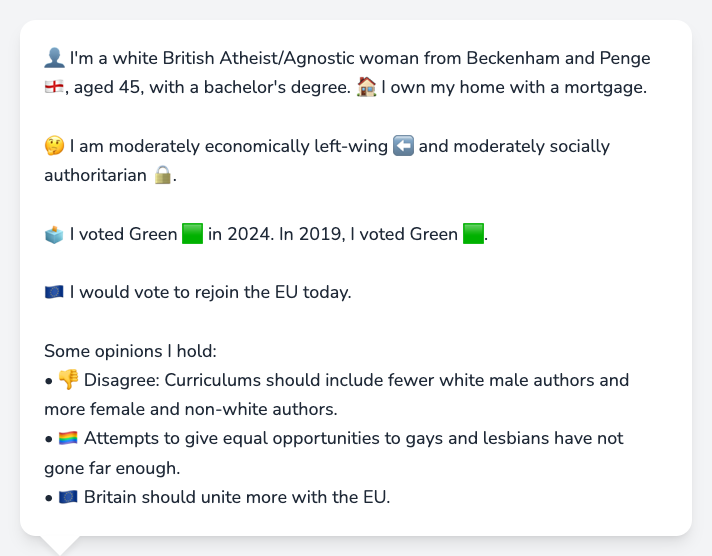 👤 I'm a white British Atheist/Agnostic woman from Beckenham and Penge
🏴󠁧󠁢󠁥󠁮󠁧󠁿, aged 45, with a bachelor's degree. 🏠 I own my home with a mortgage.
🤔 I am moderately economically left-wing ⬅️ and moderately socially
authoritarian 🔒.
🗳️ I voted Green 🟩 in 2024. In 2019, I voted Green 🟩.
🇪🇺 I would vote to rejoin the EU today.
Some opinions I hold:
• 👎 Disagree: Curriculums should include fewer white male authors and
more female and non-white authors.
• 🏳️‍🌈 Attempts to give equal opportunities to gays and lesbians have not
gone far enough.
• 🇪🇺 Britain should unite more with the EU.